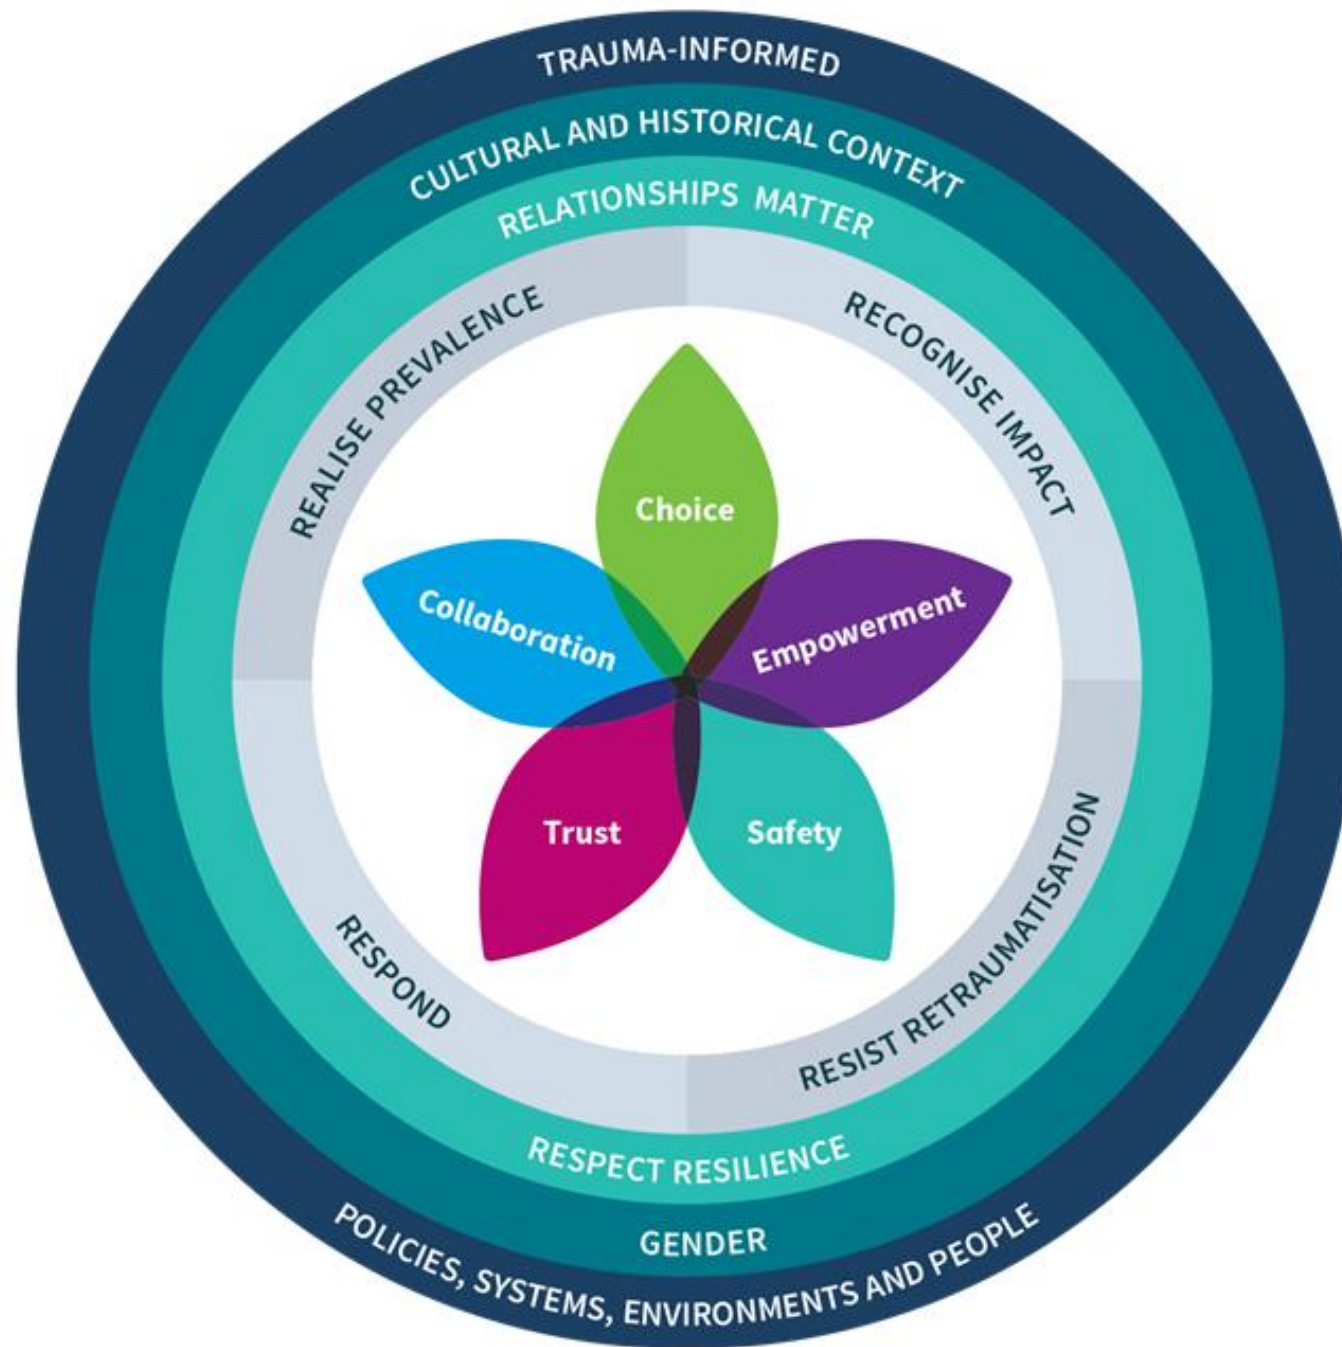 TRAUMA-INFORMED
CULTURAL AND HISTORICAL CONTEXT
RELATIONSHIPS MATTER
REALISE PREVALENCE
RECOGNISE IMPACT
Choice
Collaboration
Empowerment
Trust
Safety
RESPOND
RESIST RETRAUMATISATION
RESPECT RESILIENCE
GENDER
POLICIES, SYSTEMS, ENVIRONMENTS AND PEOPLE